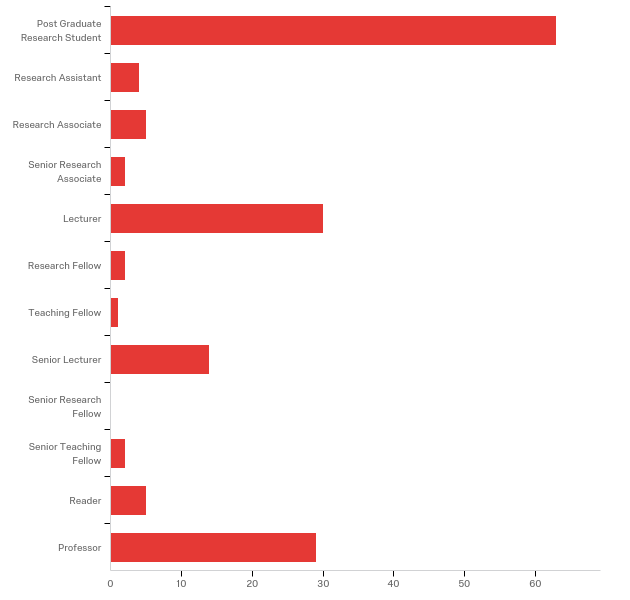 Post Graduate
Research Student
Research Assistant
Research Associate
Senior Research
Associate
Lecturer
Research Fellow
Teaching Fellow
Senior Lecturer
Senior Research
Fellow
Senior Teaching
Fellow
Reader
Professor
0 10 20 30 40 50 60